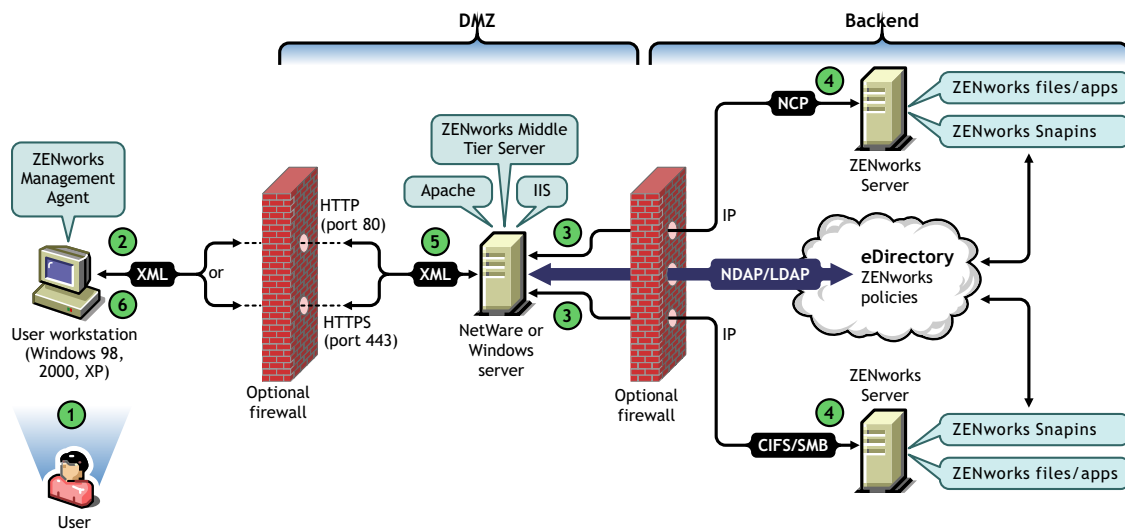 DMZ
Backend
4
NCP
ZENworks files/apps
ZENworks Snapins
ZENworks
Server
ZENworks Middle
Tier Server
Apache
IIS
ZENworks
Management
Agent
HTTP
(port 80)
2
XML
or
5
XML
3
IP
NDAP/LDAP
eDirectory
ZENworks
policies
6
HTTPS
(port 443)
3
IP
User workstation
(Windows 98,
2000, XP)
NetWare or
Windows
server
Optional
firewall
Optional
firewall
ZENworks
Server
1
4
CIFS/SMB
ZENworks Snapins
ZENworks files/apps
User